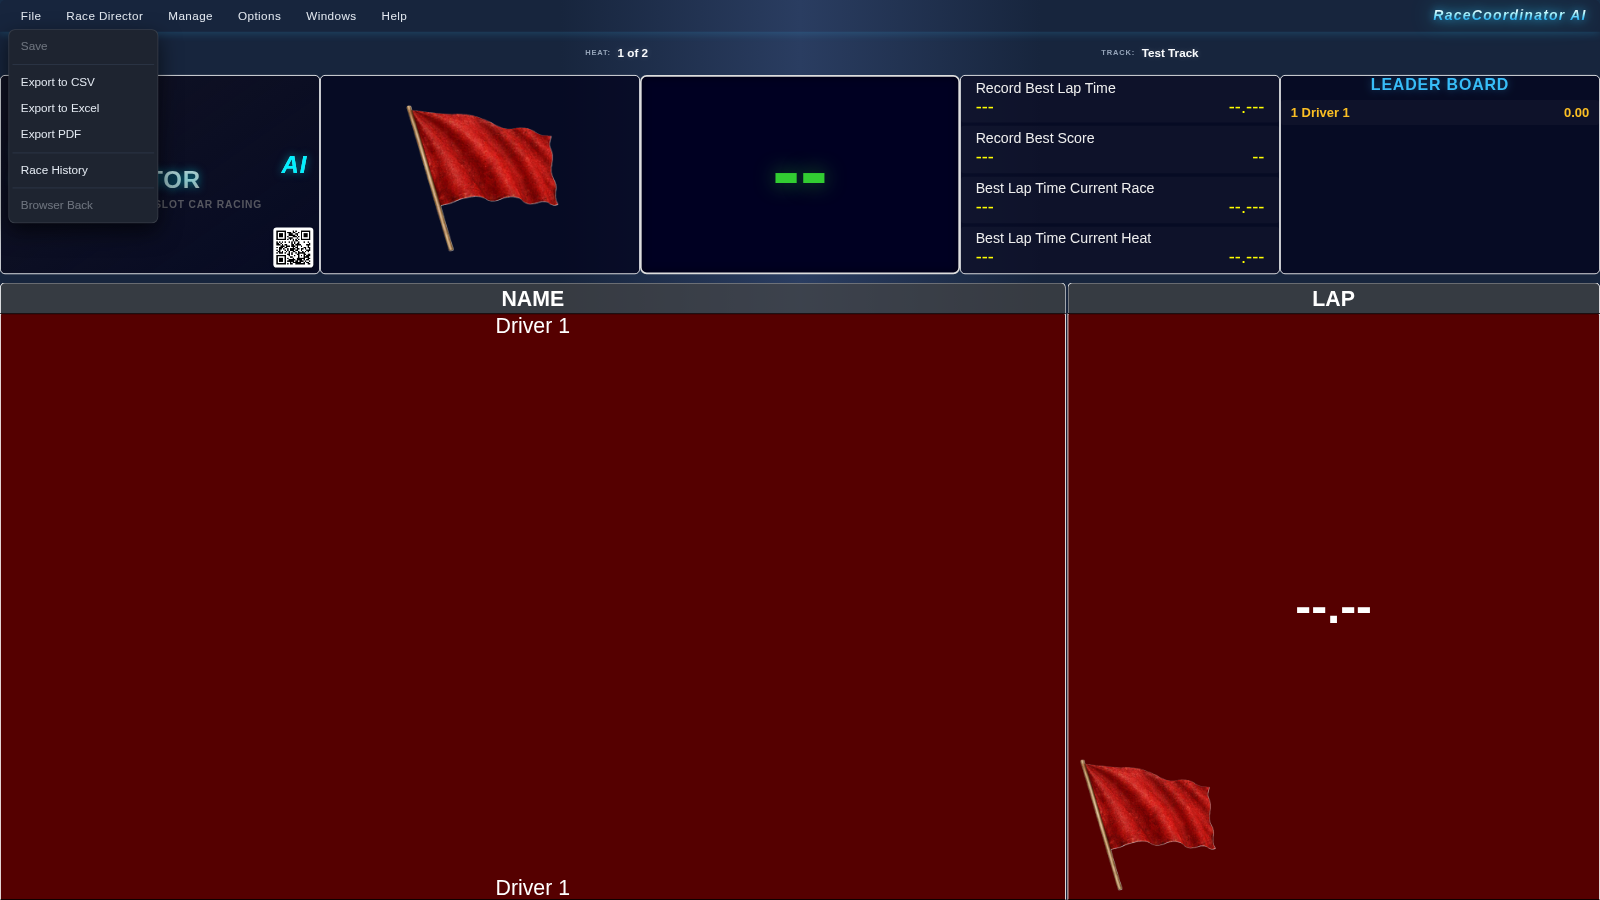 File Race Director Manage Options Windows Help
RaceCoordinator AI
HEAT: 1 of 2
TRACK: Test Track
Save
Export to CSV
Export to Excel
Export PDF
Race History
Browser Back
AI
TOR
SLOT CAR RACING
--
Record Best Lap Time
--- --.---
Record Best Score
--- --
Best Lap Time Current Race
--- --.---
Best Lap Time Current Heat
--- --.---
LEADER BOARD
1 Driver 1 0.00
NAME LAP
Driver 1
--.--
Driver 1